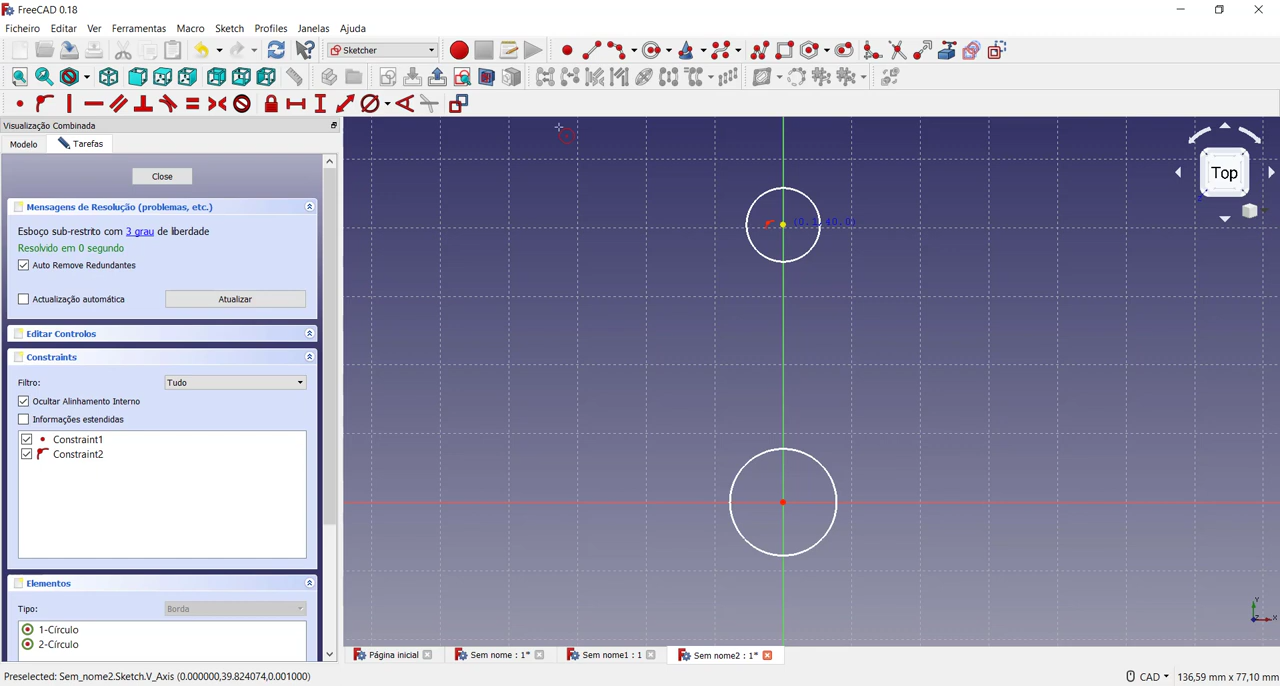 FreeCAD 0.18
Ficheiro Editar Ver Ferramentas Macro Sketch Profiles Janelas Ajuda
Sketcher
Visualização Combinada
Modelo Tarefas
Close
Mensagens de Resolução (problemas, etc.)
Esboço sub-restrito com 3 grau de liberdade
Resolvido em 0 segundo
Auto Remove Redundantes
Actualização automática
Atualizar
Editar Controlos
Constraints
Filtro: Tudo
Ocultar Alinhamento Interno
Informações estendidas
Constraint1
Constraint2
Elementos
Tipo: Borda
1-Círculo
2-Círculo
Top
Z
Y
X
Página inicial Sem nome : 1* Sem nome1 : 1 Sem nome2 : 1*
Preselected: Sem_nome2.Sketch.V_Axis (0.000000,39.824074,0.001000)
CAD 136,59 mm x 77,10 mm